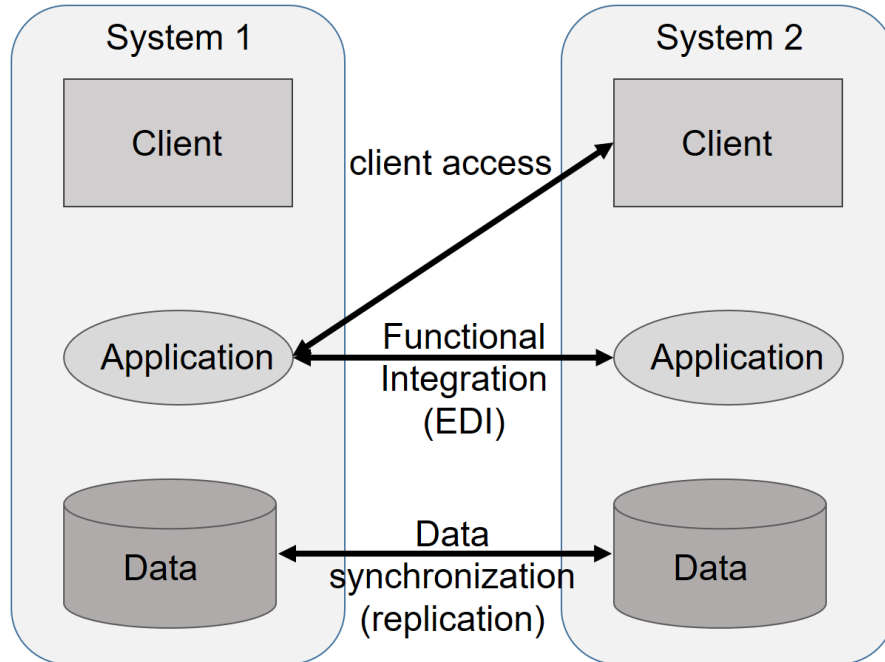 System 1
System 2
Client
client access
Client
Application
Functional
Integration
(EDI)
Application
Data
Data
synchronization
(replication)
Data